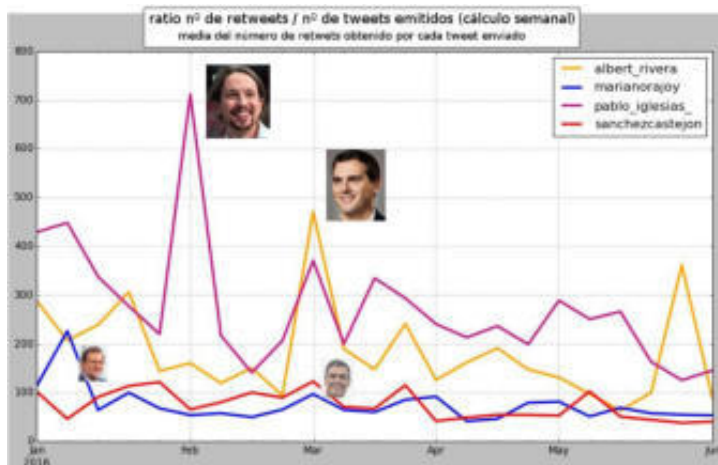 ratio nº de retweets / nº de tweets emitidos (cálculo semanal)
media del número de retwets obtenido por cada tweet enviado
800
700
600
500
400
300
200
100
0
albert_rivera
marianorajoy
pablo_iglesias_
sanchezcastejon
Jan
2016
Feb
Mar
Apr
May
Jun